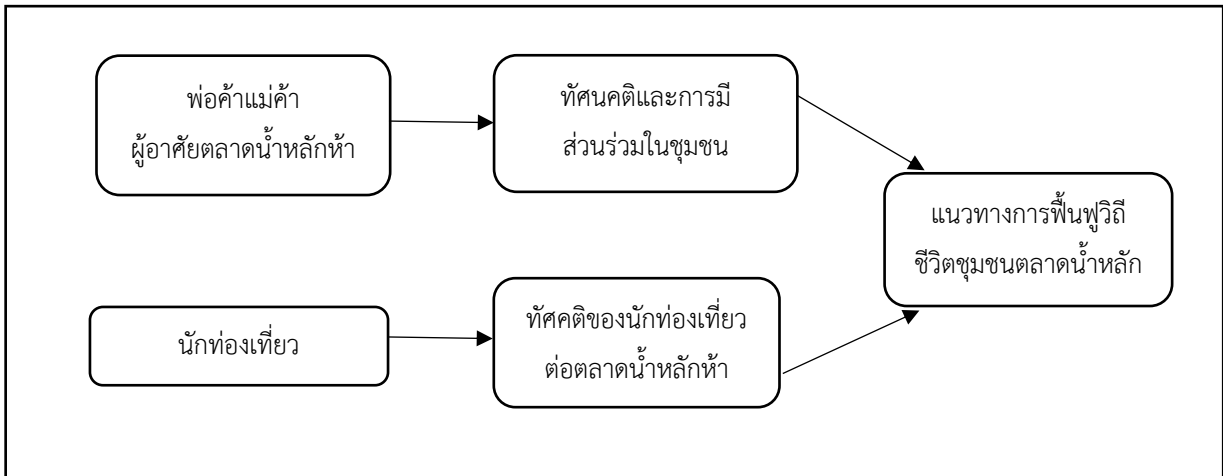 พ่อค้าแม่ค้า
ผู้อาศัยตลาดน้ำหลักห้า
ทัศนคติและการมี
ส่วนร่วมในชุมชน
แนวทางการฟื้นฟูวิถี
ชีวิตชุมชนตลาดน้ำหลัก
นักท่องเที่ยว
ทัศคติของนักท่องเที่ยว
ต่อตลาดน้ำหลักห้า